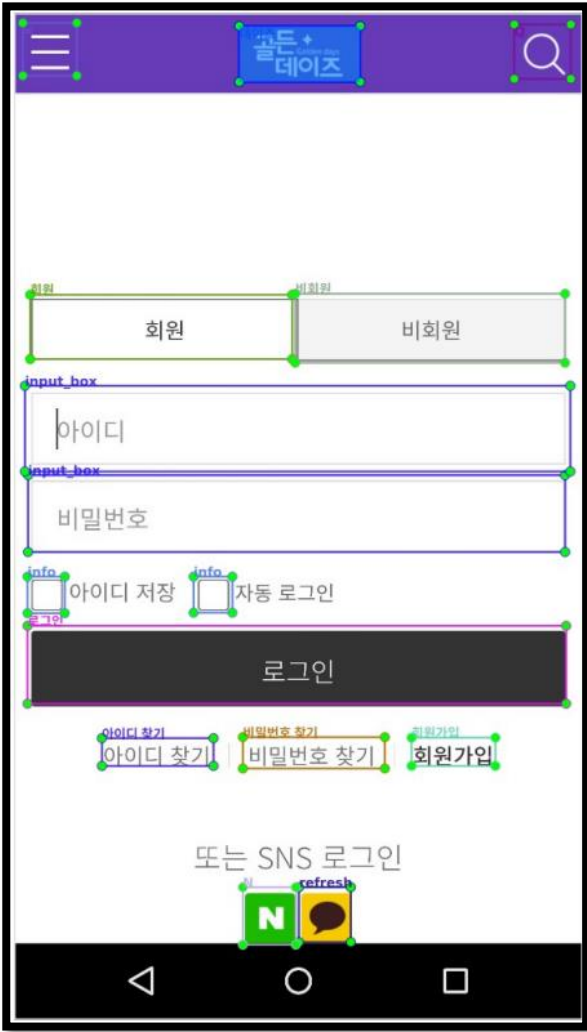 골든
Golden days
데이즈
회원
비회원
회원
비회원
input_box
아이디
input_box
비밀번호
info
info
아이디 저장
자동 로그인
로그인
로그인
아이디 찾기
비밀번호 찾기
회원가입
아이디 찾기
비밀번호 찾기
회원가입
또는 SNS 로그인
N
refresh
N